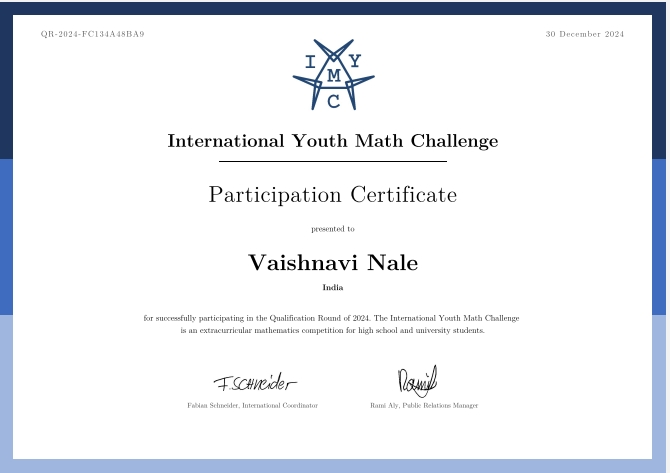 QR-2024-FC134A48BA9
30 December 2024
I Y
M
C
International Youth Math Challenge
Participation Certificate
presented to
Vaishnavi Nale
India
for successfully participating in the Qualification Round of 2024. The International Youth Math Challenge
is an extracurricular mathematics competition for high school and university students.
F. Schneider
Fabian Schneider, International Coordinator
Rami Aly, Public Relations Manager